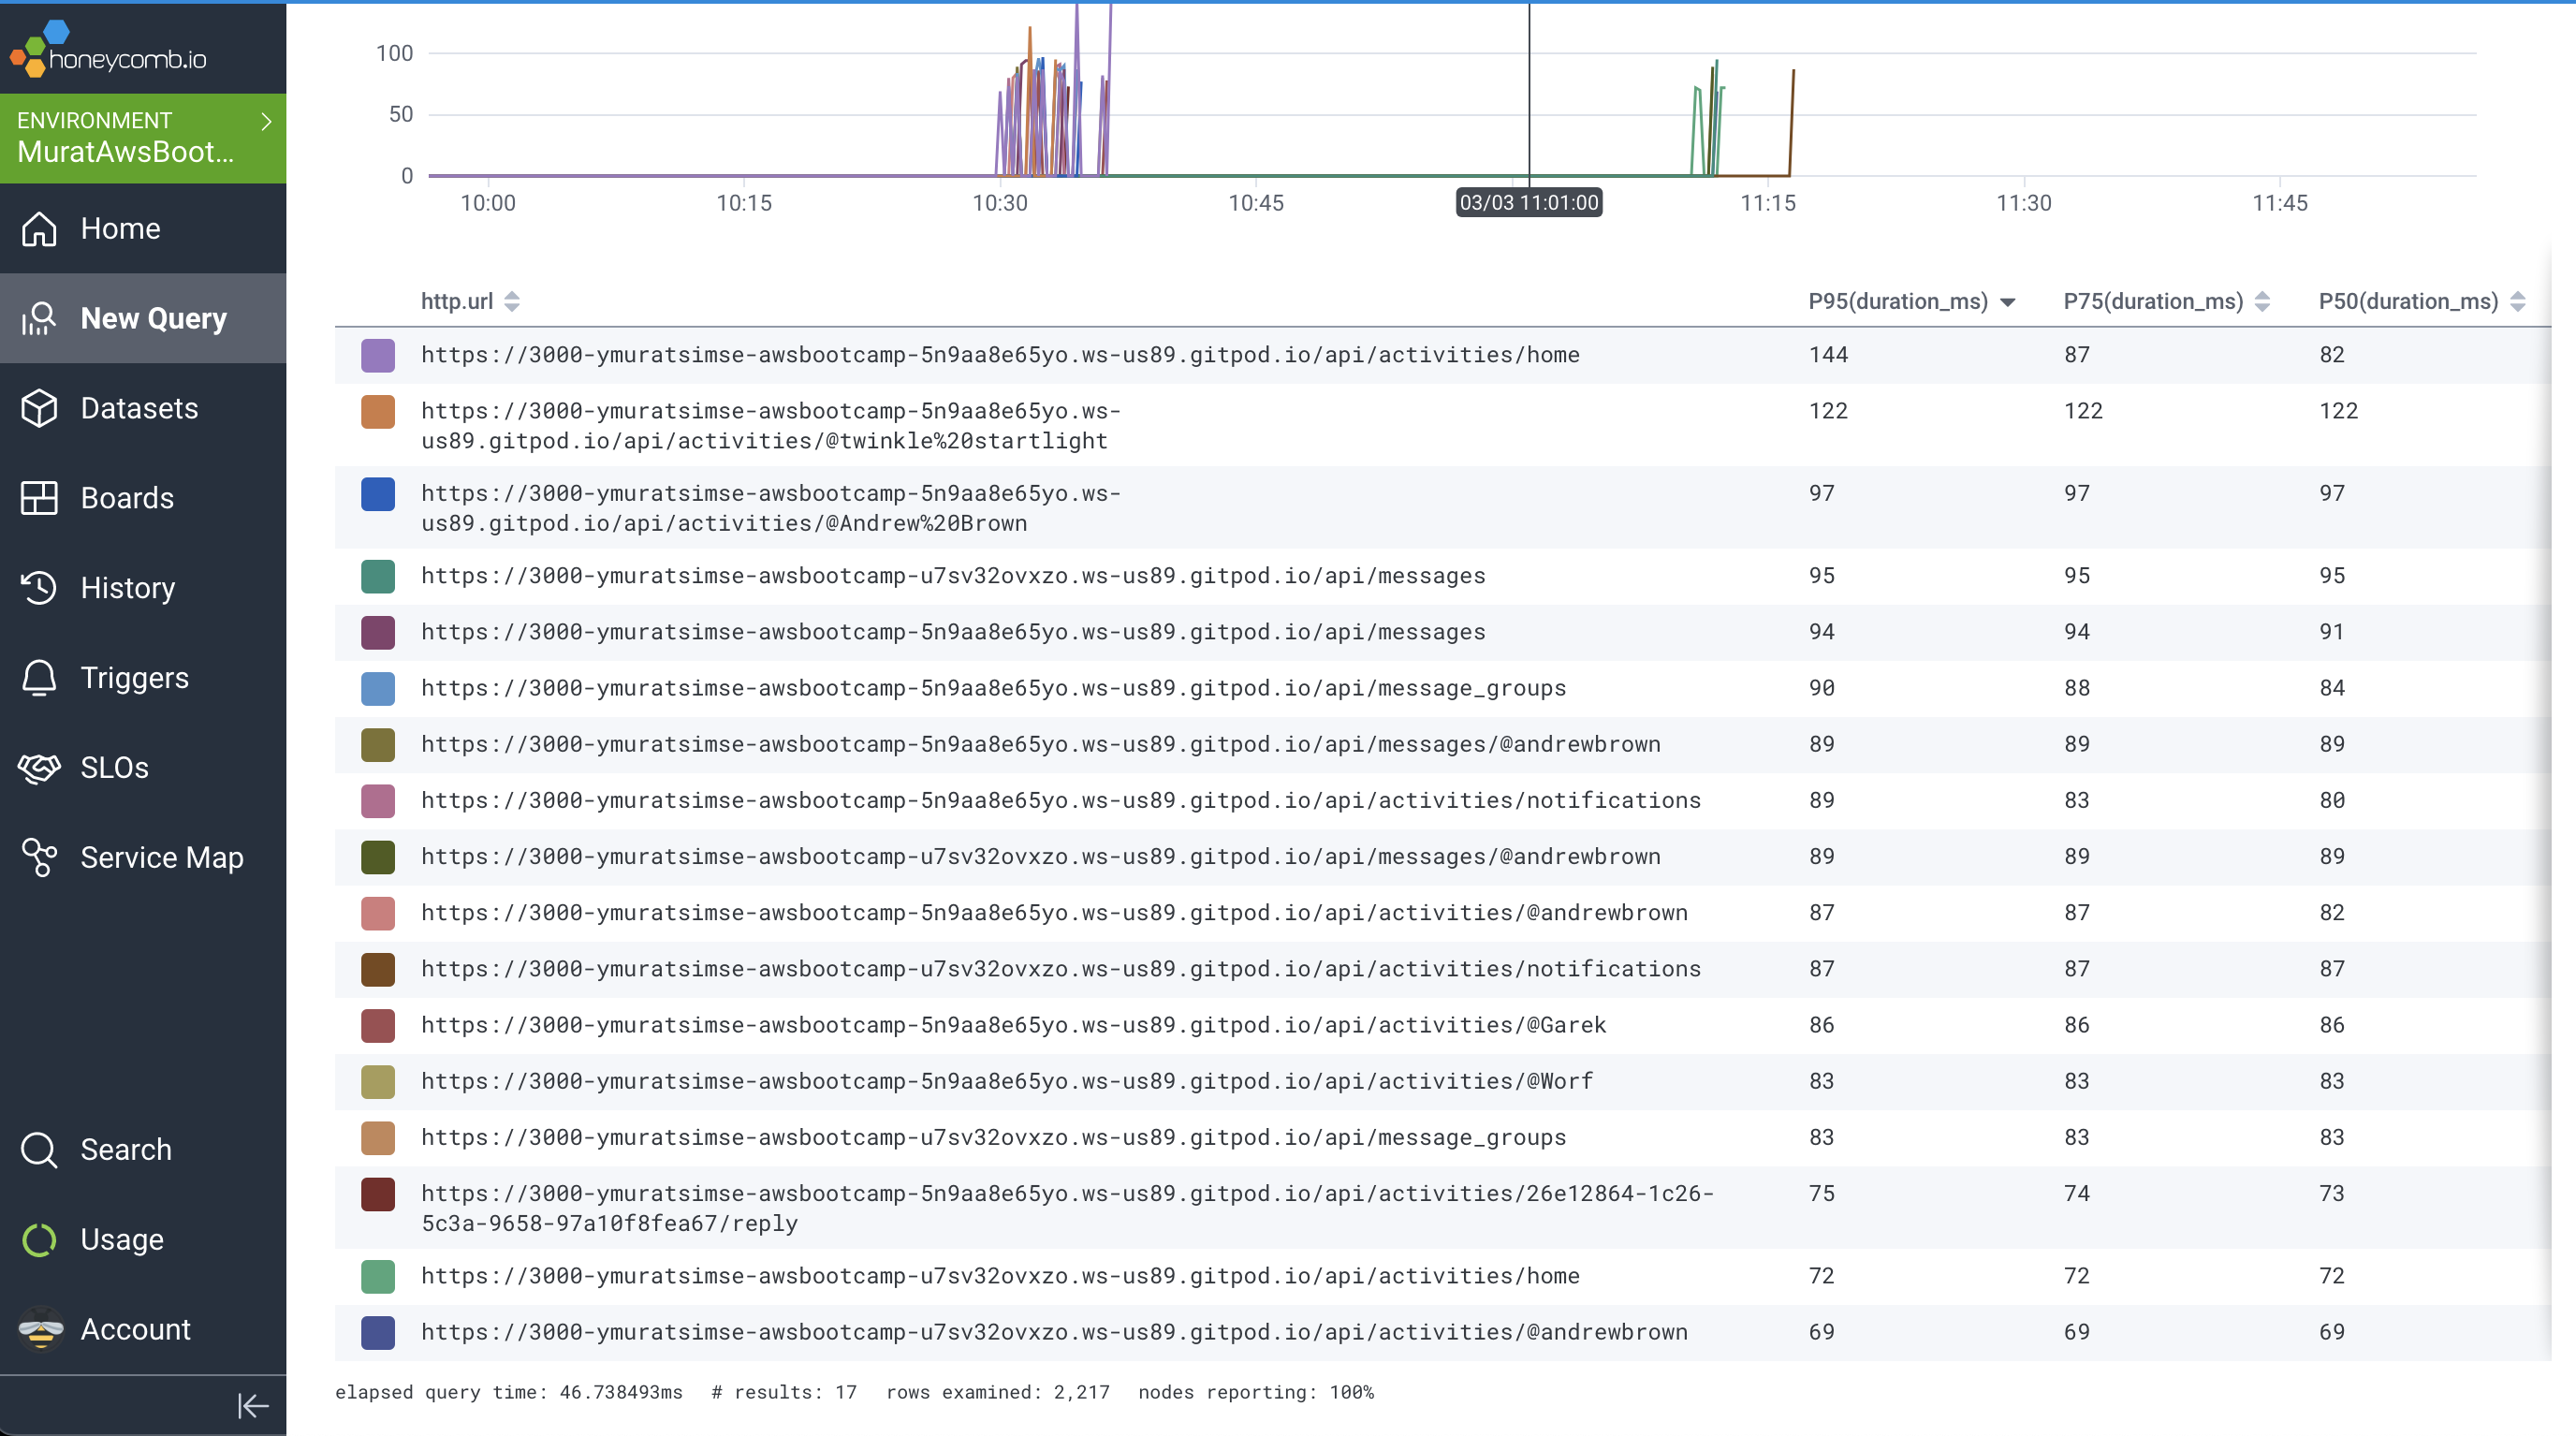 honeycomb.io
ENVIRONMENT
MuratAwsBoot...
Home
New Query
Datasets
Boards
History
Triggers
SLOs
Service Map
Search
Usage
Account
100
50
0
10:00 10:15 10:30 10:45 03/03 11:01:00 11:15 11:30 11:45
http.url P95(duration_ms) P75(duration_ms) P50(duration_ms)
https://3000-ymuratsimse-awsbootcamp-5n9aa8e65yo.ws-us89.gitpod.io/api/activities/home 144 87 82
https://3000-ymuratsimse-awsbootcamp-5n9aa8e65yo.ws- 122 122 122
us89.gitpod.io/api/activities/@twinkle%20startlight
https://3000-ymuratsimse-awsbootcamp-5n9aa8e65yo.ws- 97 97 97
us89.gitpod.io/api/activities/@Andrew%20Brown
https://3000-ymuratsimse-awsbootcamp-u7sv32ovxzo.ws-us89.gitpod.io/api/messages 95 95 95
https://3000-ymuratsimse-awsbootcamp-5n9aa8e65yo.ws-us89.gitpod.io/api/messages 94 94 91
https://3000-ymuratsimse-awsbootcamp-5n9aa8e65yo.ws-us89.gitpod.io/api/message_groups 90 88 84
https://3000-ymuratsimse-awsbootcamp-5n9aa8e65yo.ws-us89.gitpod.io/api/messages/@andrewbrown 89 89 89
https://3000-ymuratsimse-awsbootcamp-5n9aa8e65yo.ws-us89.gitpod.io/api/activities/notifications 89 83 80
https://3000-ymuratsimse-awsbootcamp-u7sv32ovxzo.ws-us89.gitpod.io/api/messages/@andrewbrown 89 89 89
https://3000-ymuratsimse-awsbootcamp-5n9aa8e65yo.ws-us89.gitpod.io/api/activities/@andrewbrown 87 87 82
https://3000-ymuratsimse-awsbootcamp-u7sv32ovxzo.ws-us89.gitpod.io/api/activities/notifications 87 87 87
https://3000-ymuratsimse-awsbootcamp-5n9aa8e65yo.ws-us89.gitpod.io/api/activities/@Garek 86 86 86
https://3000-ymuratsimse-awsbootcamp-5n9aa8e65yo.ws-us89.gitpod.io/api/activities/@Worf 83 83 83
https://3000-ymuratsimse-awsbootcamp-u7sv32ovxzo.ws-us89.gitpod.io/api/message_groups 83 83 83
https://3000-ymuratsimse-awsbootcamp-5n9aa8e65yo.ws-us89.gitpod.io/api/activities/26e12864-1c26- 75 74 73
5c3a-9658-97a10f8fea67/reply
https://3000-ymuratsimse-awsbootcamp-u7sv32ovxzo.ws-us89.gitpod.io/api/activities/home 72 72 72
https://3000-ymuratsimse-awsbootcamp-u7sv32ovxzo.ws-us89.gitpod.io/api/activities/@andrewbrown 69 69 69
elapsed query time: 46.738493ms # results: 17 rows examined: 2,217 nodes reporting: 100%